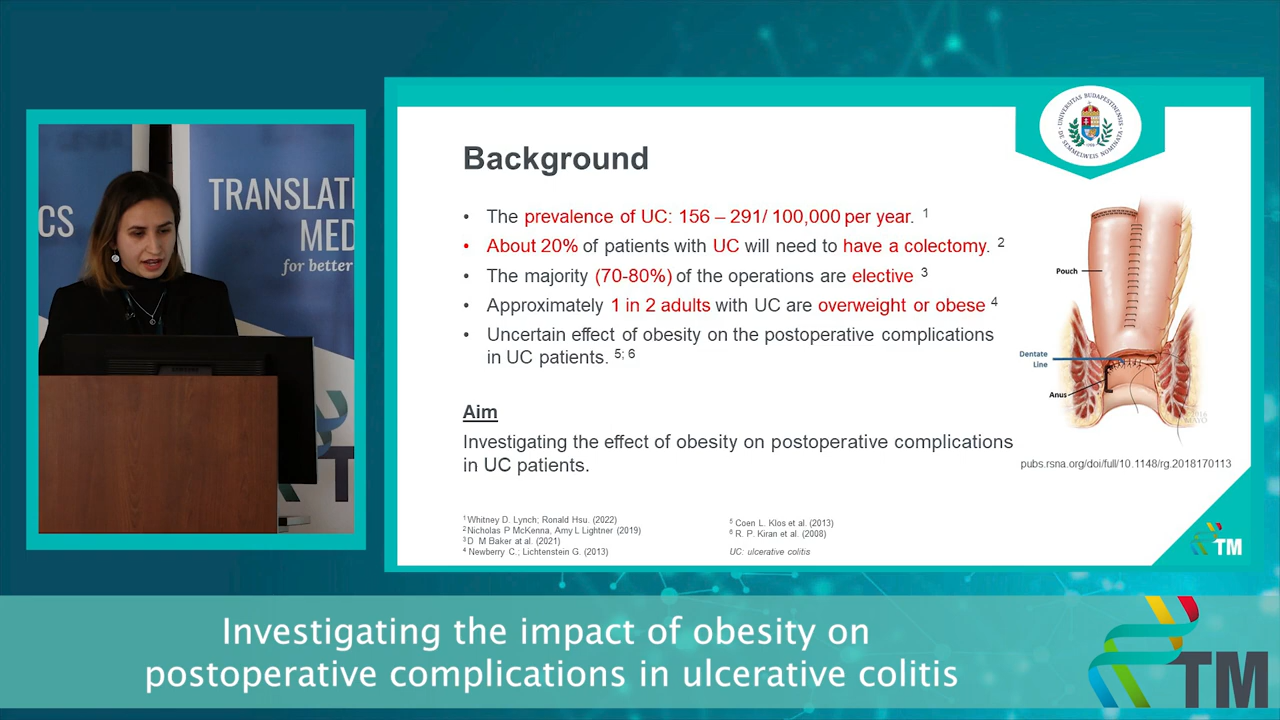 CS
TRANSLATI
MED
for better
Background
• The prevalence of UC: 156 – 291/ 100,000 per year. 1
• About 20% of patients with UC will need to have a colectomy. 2
• The majority (70-80%) of the operations are elective 3
• Approximately 1 in 2 adults with UC are overweight or obese 4
• Uncertain effect of obesity on the postoperative complications
in UC patients. 5; 6
Aim
Investigating the effect of obesity on postoperative complications
in UC patients.
1 Whitney D. Lynch; Ronald Hsu. (2022)
2 Nicholas P McKenna, Amy L Lightner (2019)
3 D M Baker at al. (2021)
4 Newberry C.; Lichtenstein G. (2013)
5 Coen L. Klos et al. (2013)
6 R. P. Kiran et al. (2008)
UC: ulcerative colitis
UNIVERSITAS BUDAPESTINENSIS
DE SEMMELWEIS NOMINATA
Pouch
Dentate
Line
Anus
pubs.rsna.org/doi/full/10.1148/rg.2018170113
TM
Investigating the impact of obesity on
postoperative complications in ulcerative colitis
TM